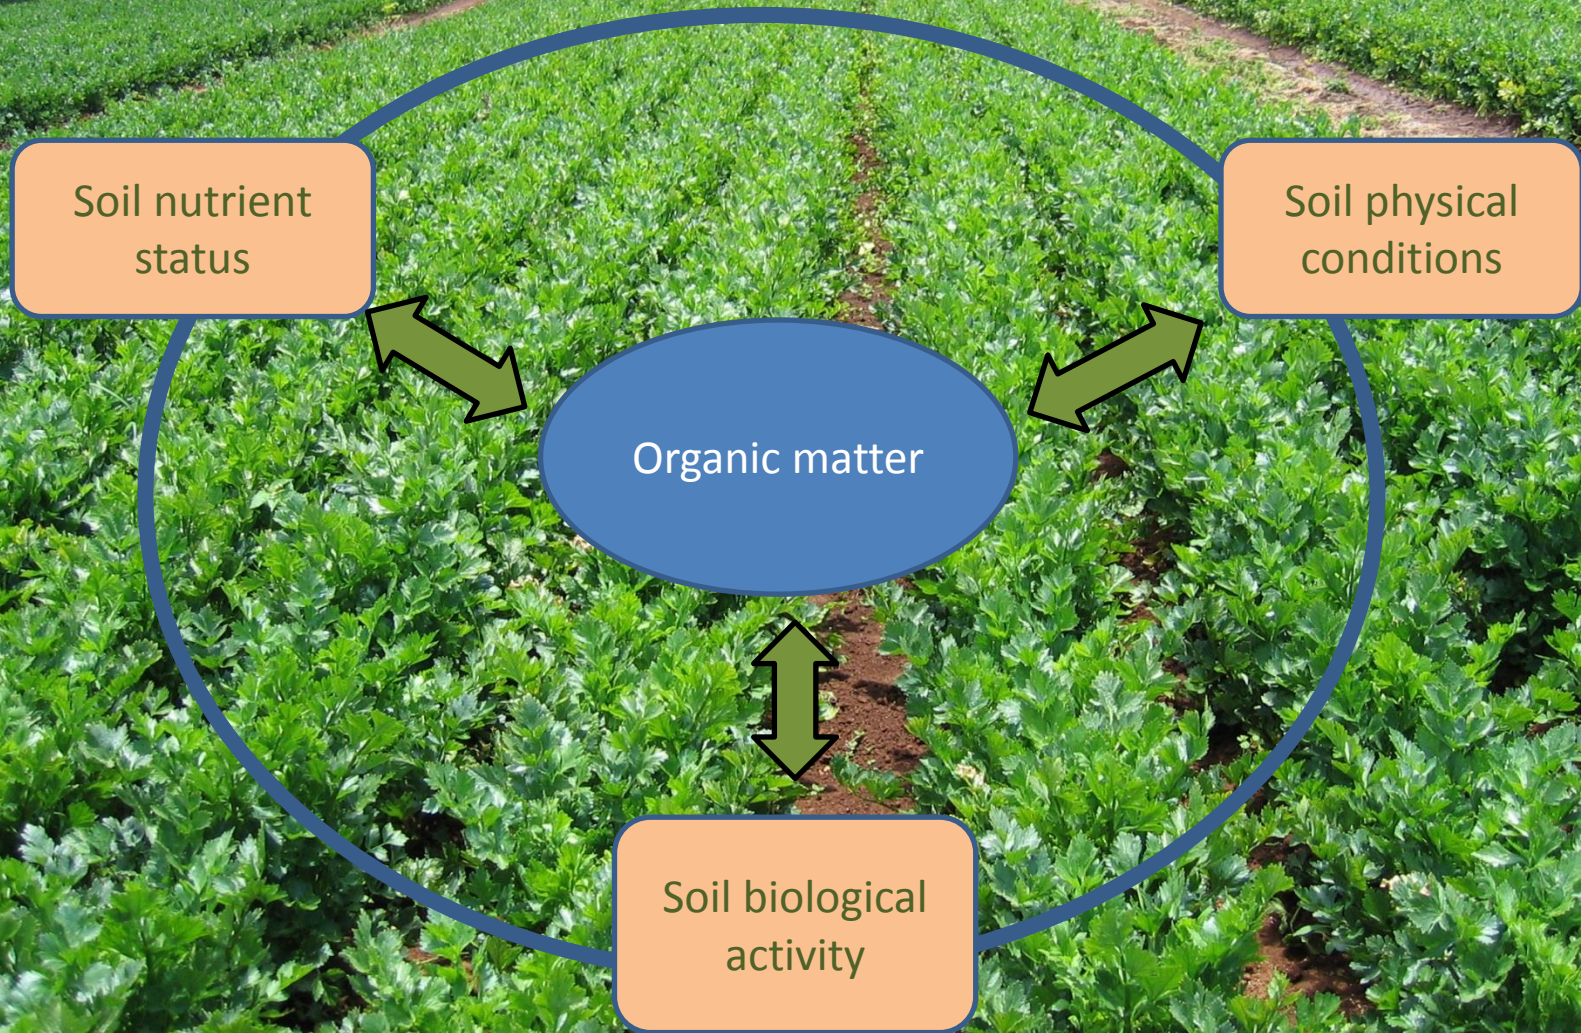 Soil nutrient
status
Soil physical
conditions
Organic matter
Soil biological
activity